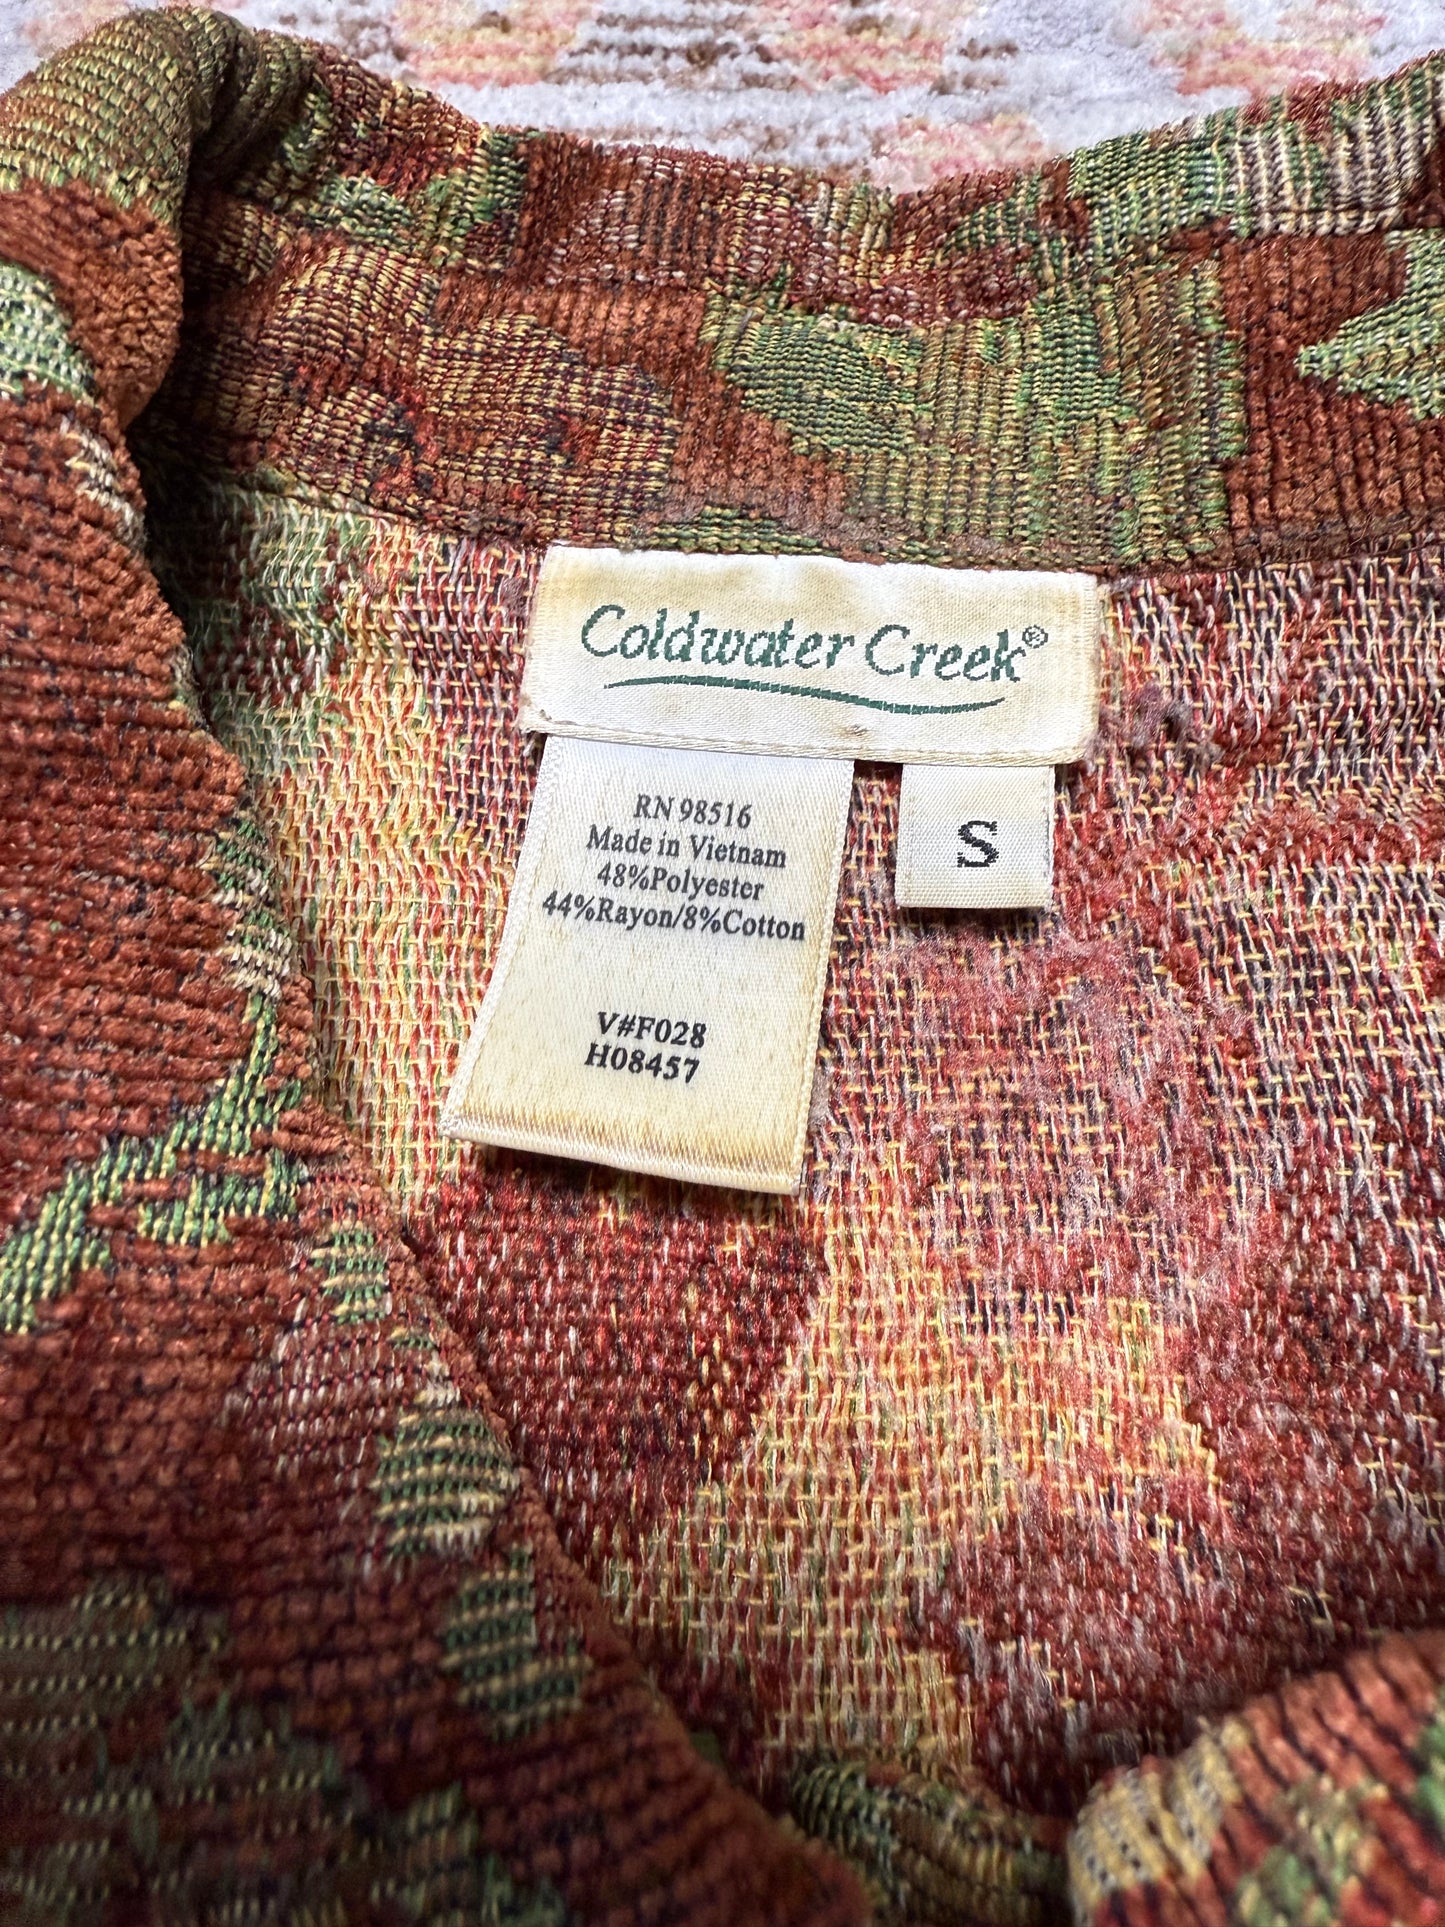 Coldwater Creek®
RN 98516
Made in Vietnam
48%Polyester
44%Rayon/8%Cotton
V#F028
H08457
S